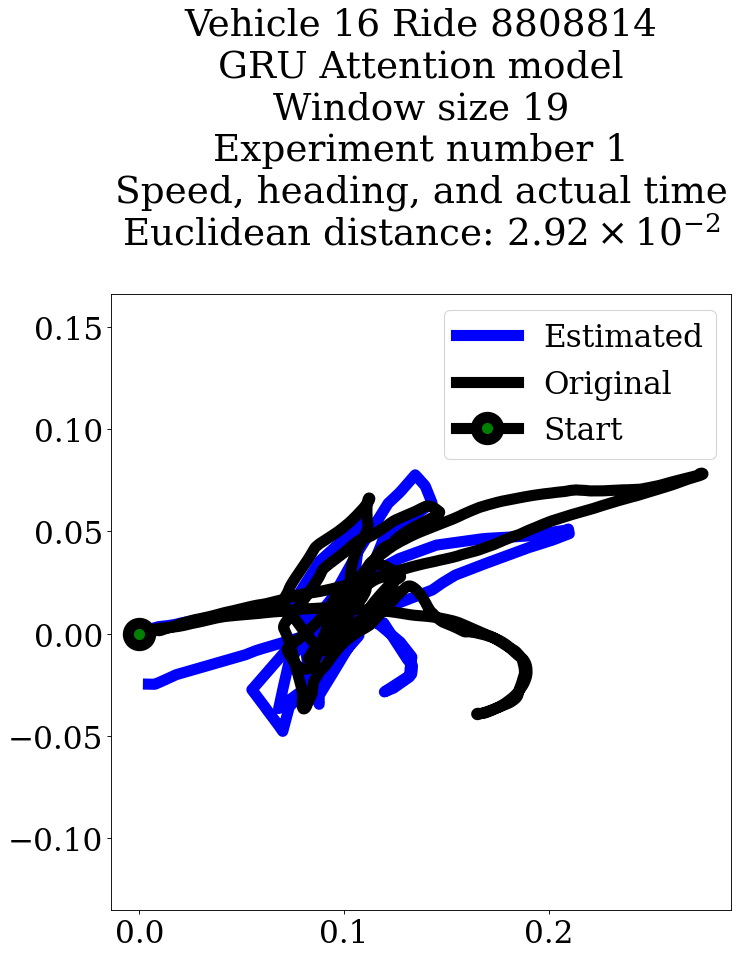 Vehicle 16 Ride 8808814
GRU Attention model
Window size 19
Experiment number 1
Speed, heading, and actual time
Euclidean distance: 2.92 × 10⁻²
Estimated
Original
Start
0.15
0.10
0.05
0.00
−0.05
−0.10
0.0 0.1 0.2